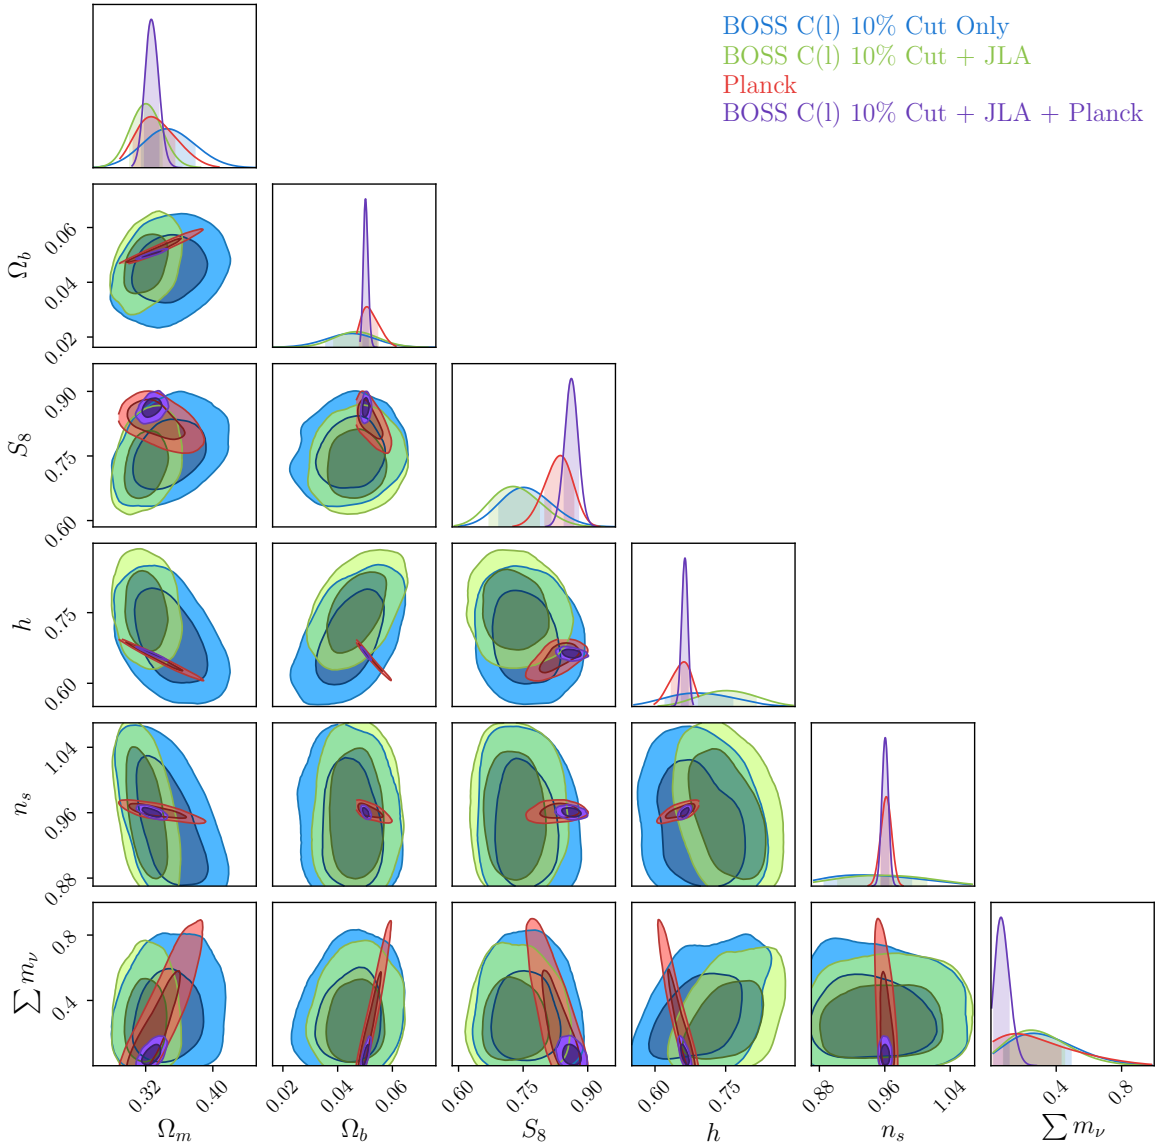 BOSS C(l) 10% Cut Only
BOSS C(l) 10% Cut + JLA
Planck
BOSS C(l) 10% Cut + JLA + Planck
0.06
0.04
0.02
Ω_b
0.90
0.75
0.60
S_8
0.75
0.60
h
1.04
0.96
0.88
n_s
0.8
0.4
∑ m_ν
0.32 0.40
0.02 0.04 0.06
0.60 0.75 0.90
0.60 0.75
0.88 0.96 1.04
0.4 0.8
Ω_m Ω_b S_8 h n_s ∑ m_ν